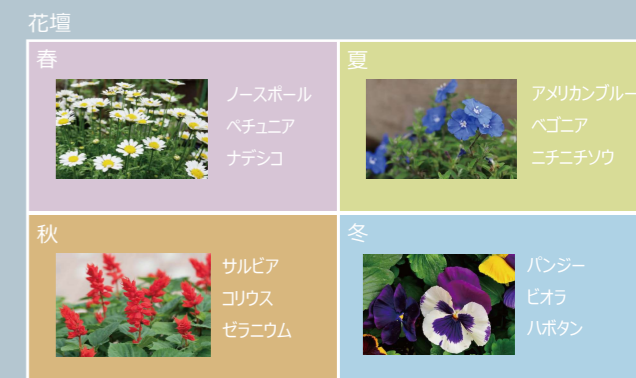 花壇
春
ノースポール
ペチュニア
ナデシコ
夏
アメリカンブルー
ベゴニア
ニチニチソウ
秋
サルビア
コリウス
ゼラニウム
冬
パンジー
ビオラ
ハボタン